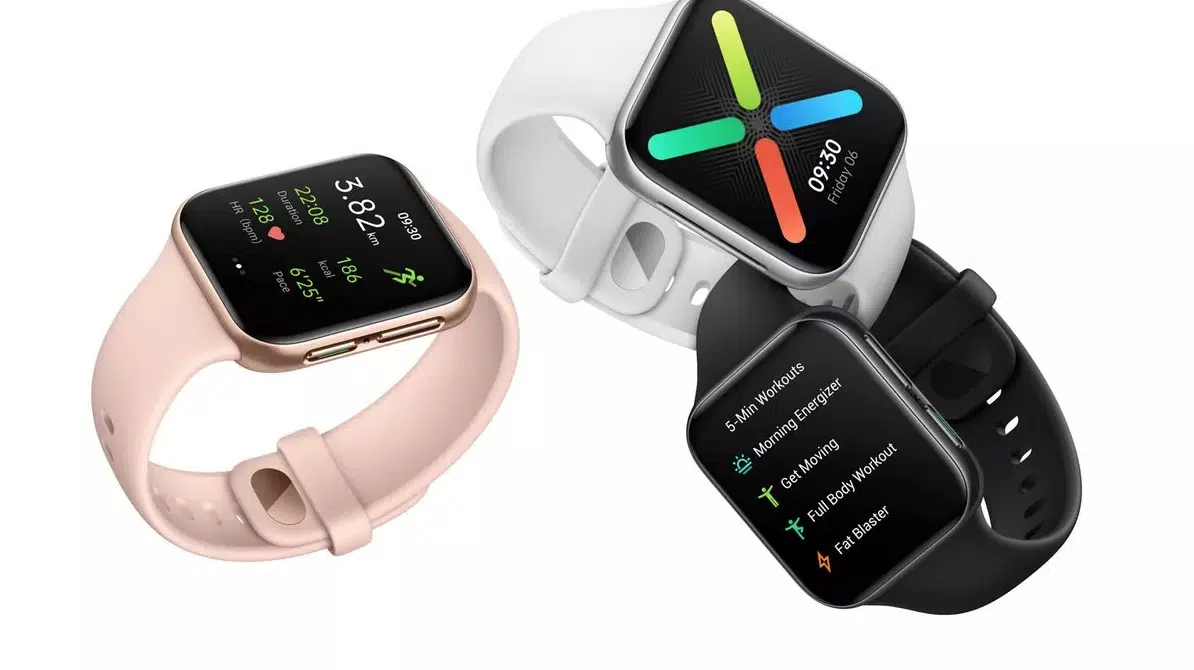 09:30
3.82 km
22:08
Duration
186
kcal
128
HR (bpm)
6'25"
Pace
09:30
Friday 06
5-Min Workouts
Morning Energizer
Get Moving
Full Body Workout
Fat Blaster